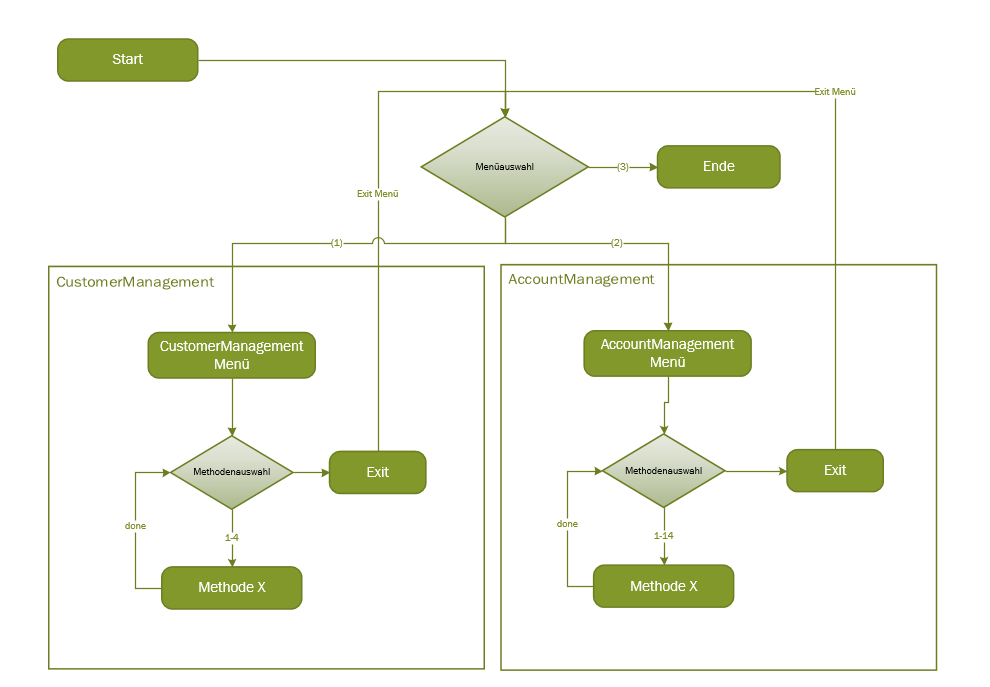 Start
Exit Menü
Menüauswahl
(3)
Ende
Exit Menü
(1)
(2)
CustomerManagement
CustomerManagement
Menü
Methodenauswahl
Exit
done
1-4
Methode X
AccountManagement
AccountManagement
Menü
Methodenauswahl
Exit
done
1-14
Methode X